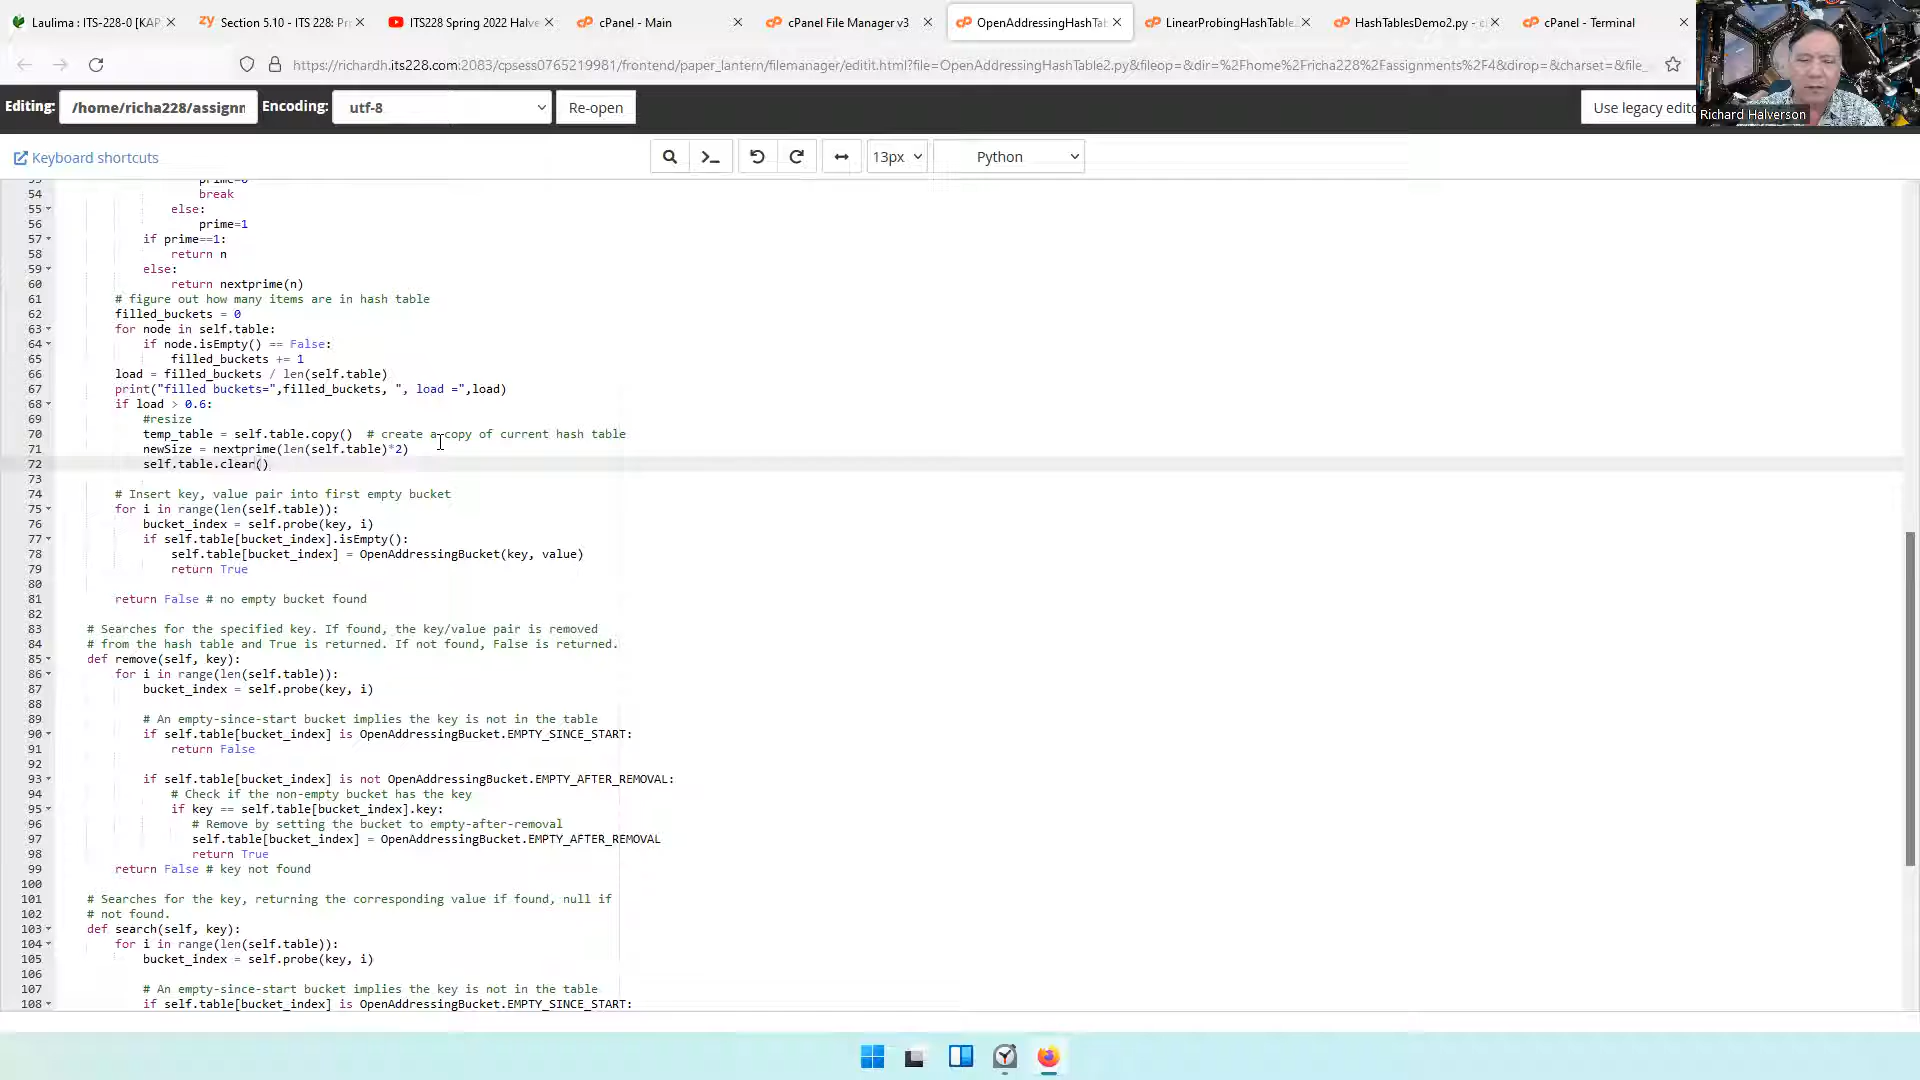 Laulima : ITS-228-0 [KAP
Section 5.10 - ITS 228: Pr
ITS228 Spring 2022 Halve
cPanel - Main
cPanel File Manager v3
OpenAddressingHashTab
LinearProbingHashTable.
HashTablesDemo2.py - c
cPanel - Terminal
https://richardh.its228.com:2083/cpsess0765219981/frontend/paper_lantern/filemanager/editit.html?file=OpenAddressingHashTable2.py&fileop=&dir=%2Fhome%2Fricha228%2Fassignments%2F4&dirop=&charset=&file_
Editing: /home/richa228/assignn Encoding: utf-8 Re-open Use legacy edito
Richard Halverson
Keyboard shortcuts 13px Python
54 break
55 else:
56 prime=1
57 if prime==1:
58 return n
59 else:
60 return nextprime(n)
61 # figure out how many items are in hash table
62 filled_buckets = 0
63 for node in self.table:
64 if node.isEmpty() == False:
65 filled_buckets += 1
66 load = filled_buckets / len(self.table)
67 print("filled buckets=",filled_buckets, ", load =",load)
68 if load > 0.6:
69 #resize
70 temp_table = self.table.copy() # create a copy of current hash table
71 newSize = nextprime(len(self.table)*2)
72 self.table.clear()
73
74 # Insert key, value pair into first empty bucket
75 for i in range(len(self.table)):
76 bucket_index = self.probe(key, i)
77 if self.table[bucket_index].isEmpty():
78 self.table[bucket_index] = OpenAddressingBucket(key, value)
79 return True
80
81 return False # no empty bucket found
82
83 # Searches for the specified key. If found, the key/value pair is removed
84 # from the hash table and True is returned. If not found, False is returned.
85 def remove(self, key):
86 for i in range(len(self.table)):
87 bucket_index = self.probe(key, i)
88
89 # An empty-since-start bucket implies the key is not in the table
90 if self.table[bucket_index] is OpenAddressingBucket.EMPTY_SINCE_START:
91 return False
92
93 if self.table[bucket_index] is not OpenAddressingBucket.EMPTY_AFTER_REMOVAL:
94 # Check if the non-empty bucket has the key
95 if key == self.table[bucket_index].key:
96 # Remove by setting the bucket to empty-after-removal
97 self.table[bucket_index] = OpenAddressingBucket.EMPTY_AFTER_REMOVAL
98 return True
99 return False # key not found
100
101 # Searches for the key, returning the corresponding value if found, null if
102 # not found.
103 def search(self, key):
104 for i in range(len(self.table)):
105 bucket_index = self.probe(key, i)
106
107 # An empty-since-start bucket implies the key is not in the table
108 if self.table[bucket_index] is OpenAddressingBucket.EMPTY_SINCE_START: